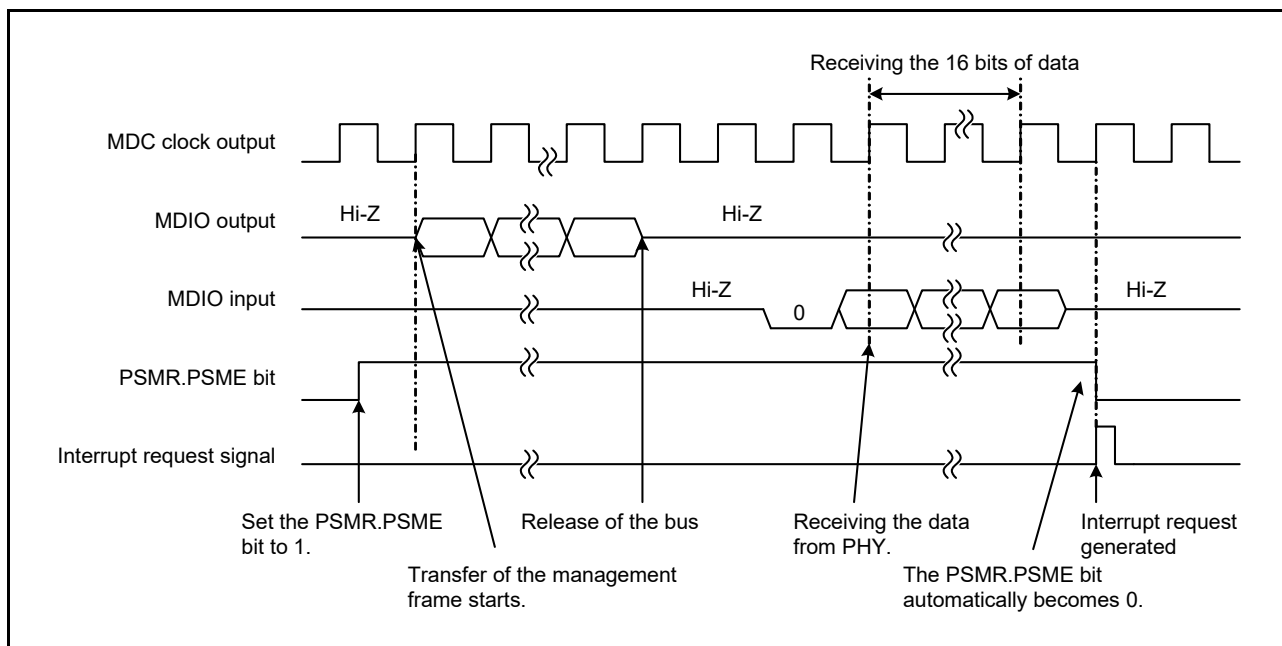 Receiving the 16 bits of data
MDC clock output
MDIO output
Hi-Z
Hi-Z
MDIO input
Hi-Z
0
Hi-Z
PSMR.PSME bit
Interrupt request signal
Set the PSMR.PSME
bit to 1.
Release of the bus
Receiving the data
from PHY.
Interrupt request
generated
Transfer of the management
frame starts.
The PSMR.PSME bit
automatically becomes 0.